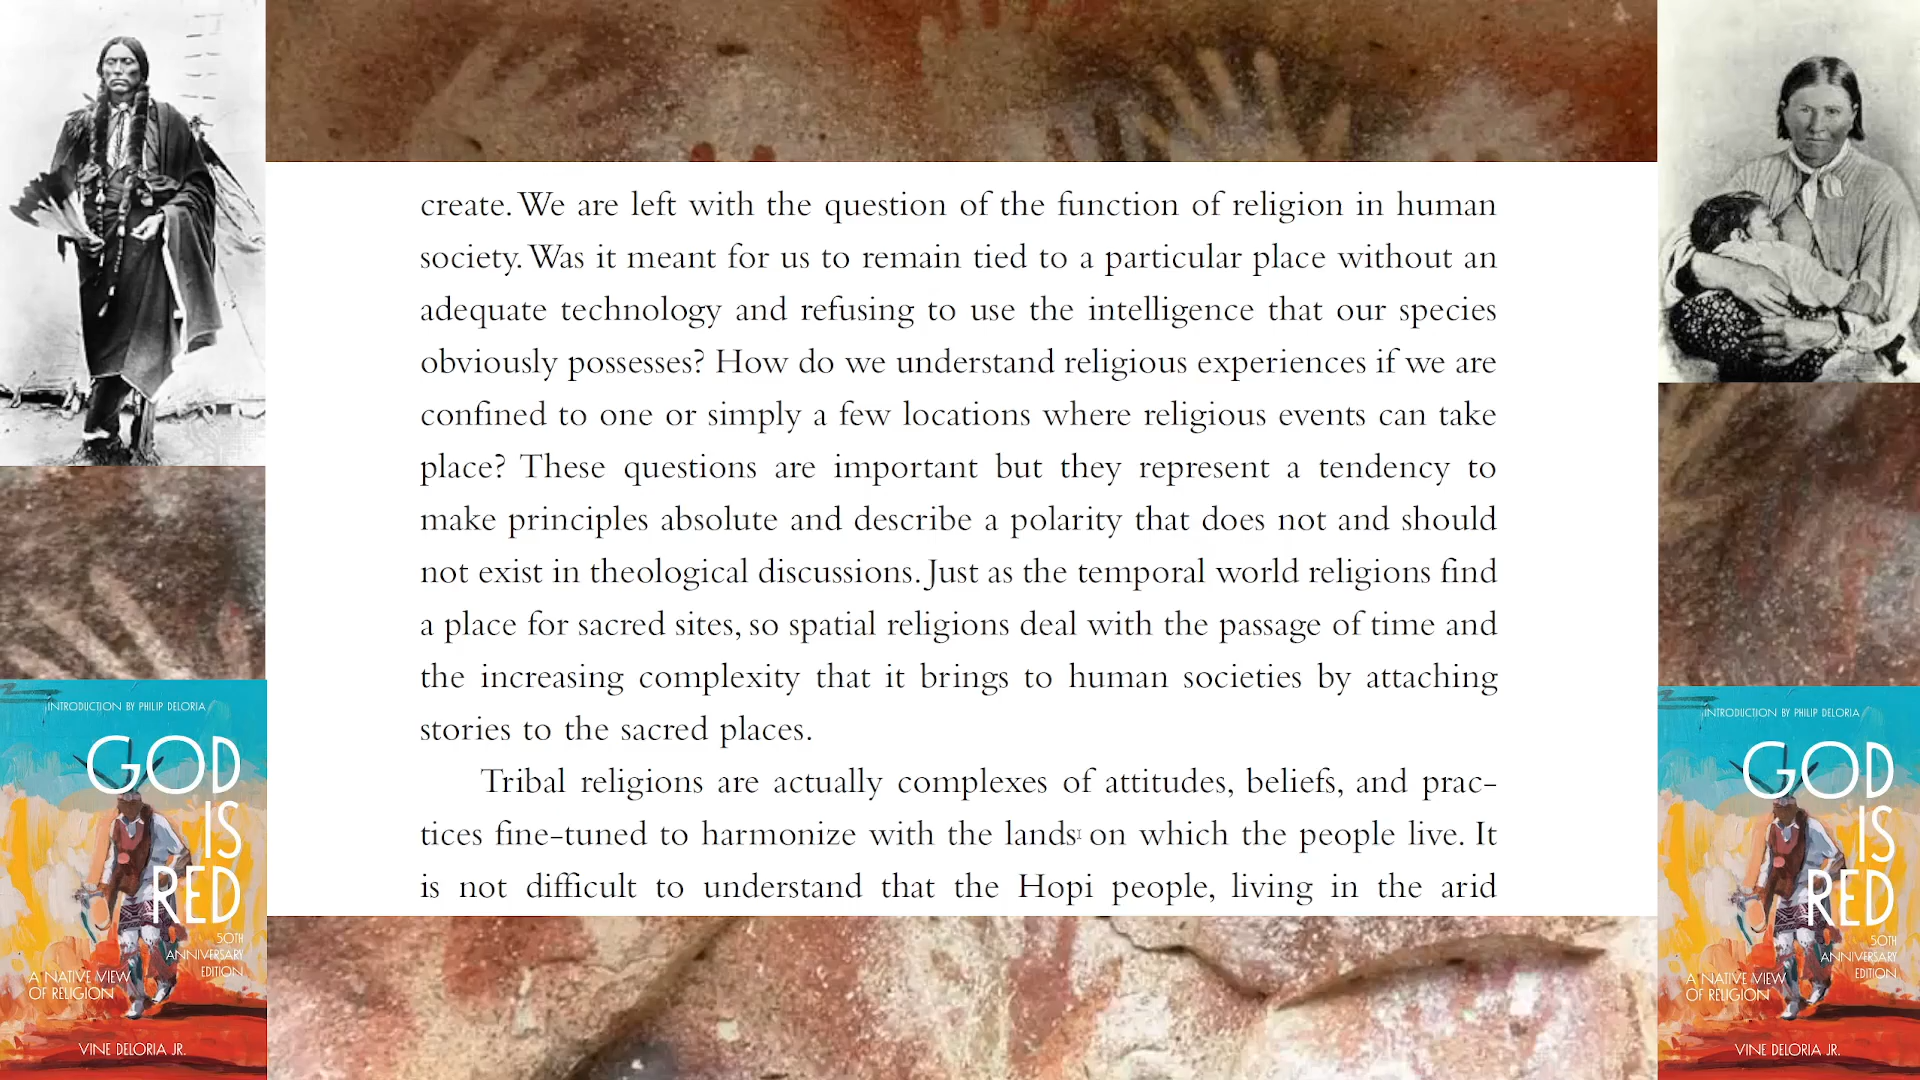 create. We are left with the question of the function of religion in human
society. Was it meant for us to remain tied to a particular place without an
adequate technology and refusing to use the intelligence that our species
obviously possesses? How do we understand religious experiences if we are
confined to one or simply a few locations where religious events can take
place? These questions are important but they represent a tendency to
make principles absolute and describe a polarity that does not and should
not exist in theological discussions. Just as the temporal world religions find
a place for sacred sites, so spatial religions deal with the passage of time and
the increasing complexity that it brings to human societies by attaching
stories to the sacred places.
Tribal religions are actually complexes of attitudes, beliefs, and prac-
tices fine-tuned to harmonize with the lands on which the people live. It
is not difficult to understand that the Hopi people, living in the arid
INTRODUCTION BY PHILIP DELORIA
GOD
IS
RED
50TH
ANNIVERSARY
EDITION
A NATIVE VIEW
OF RELIGION
VINE DELORIA JR.
INTRODUCTION BY PHILIP DELORIA
GOD
IS
RED
50TH
ANNIVERSARY
EDITION
A NATIVE VIEW
OF RELIGION
VINE DELORIA JR.